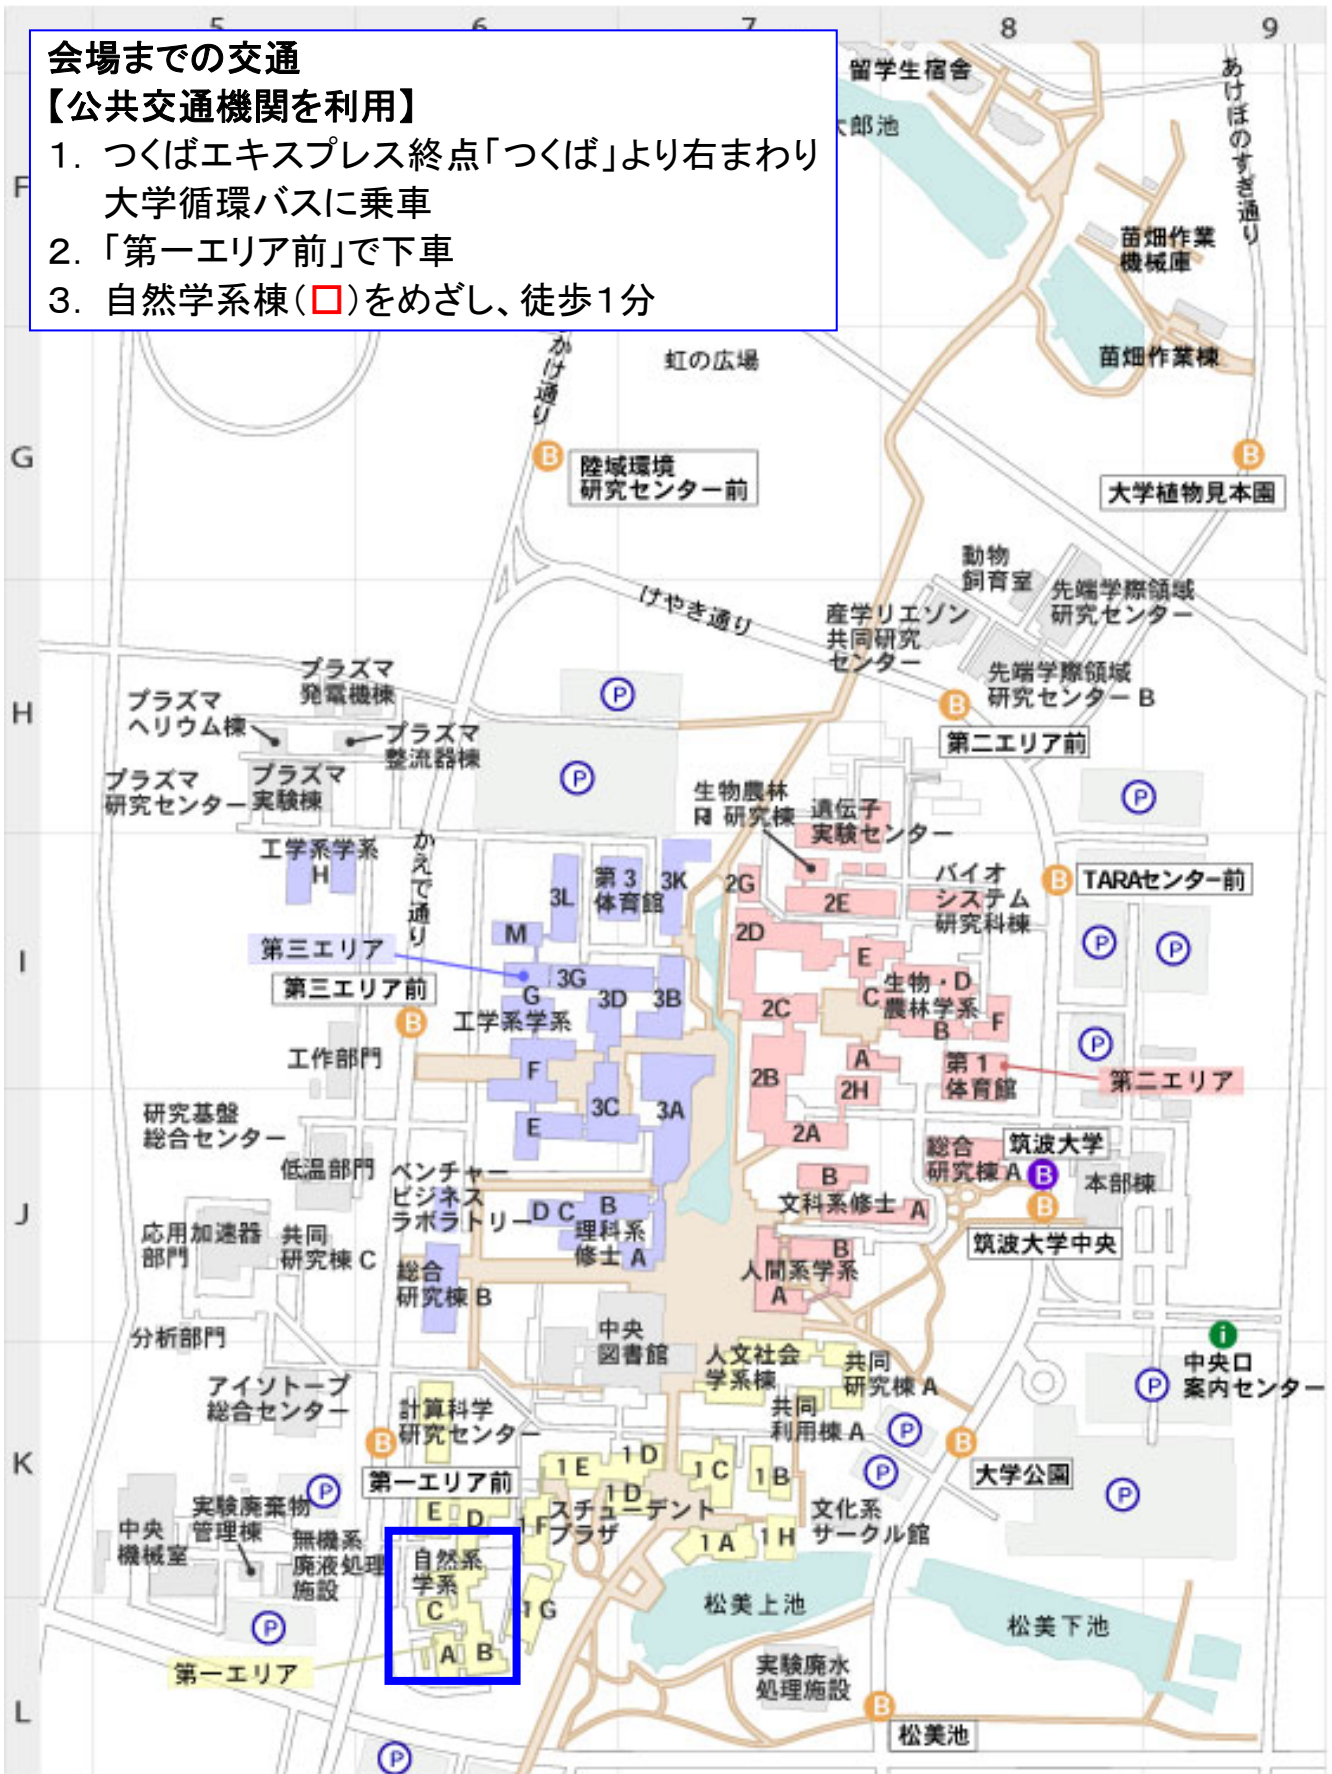 5 6 7 8 9
会場までの交通
【公共交通機関を利用】
1. つくばエキスプレス終点「つくば」より右まわり
大学循環バスに乗車
2. 「第一エリア前」で下車
3. 自然学系棟(□)をめざし、徒歩1分
留学生宿舎
太郎池
あけぼのすぎ通り
F
苗畑作業
機械庫
苗畑作業棟
虹の広場
かけ通り
G
B
陸域環境
研究センター前
B
大学植物見本園
動物
飼育室
先端学際領域
研究センター
けやき通り
産学リエゾン
共同研究
センター
先端学際領域
研究センター B
H
プラズマ
発電機棟
プラズマ
ヘリウム棟
プラズマ
整流器棟
プラズマ
研究センター
プラズマ
実験棟
P
P
B
第二エリア前
P
生物農林
RI 研究棟
遺伝子
実験センター
工学系学系
H
かえで通り
3L
第3
体育館
3K
2G
2E
バイオ
システム
研究科棟
B
TARAセンター前
I
第三エリア
M
3G
G
3D
3B
2D
E
生物・D
農林学系
C
B
F
P
P
第三エリア前
B
工学系学系
2C
工作部門
F
2B
A
2H
第1
体育館
P
第二エリア
研究基盤
総合センター
E
3C
3A
2A
低温部門
ベンチャー
ビジネス
ラボラトリー
総合
研究棟 A
筑波大学
B
本部棟
J
D C
B
理科系
修士 A
B
文科系修士 A
B
筑波大学中央
応用加速器
部門
共同
研究棟 C
総合
研究棟 B
B
人間系学系
A
分析部門
中央
図書館
i
中央口
案内センター
人文社会
学系棟
共同
研究棟 A
P
アイソトープ
総合センター
計算科学
研究センター
共同
利用棟 A
P
K
B
第一エリア前
1E
1D
1D
1C
1B
P
B
大学公園
P
中央
機械室
実験廃棄物
管理棟
P
無機系
廃液処理
施設
E
D
1F
スチューデント
プラザ
1A
1H
文化系
サークル館
自然系
学系
C
A
B
1G
松美上池
松美下池
P
第一エリア
実験廃水
処理施設
L
B
松美池
P